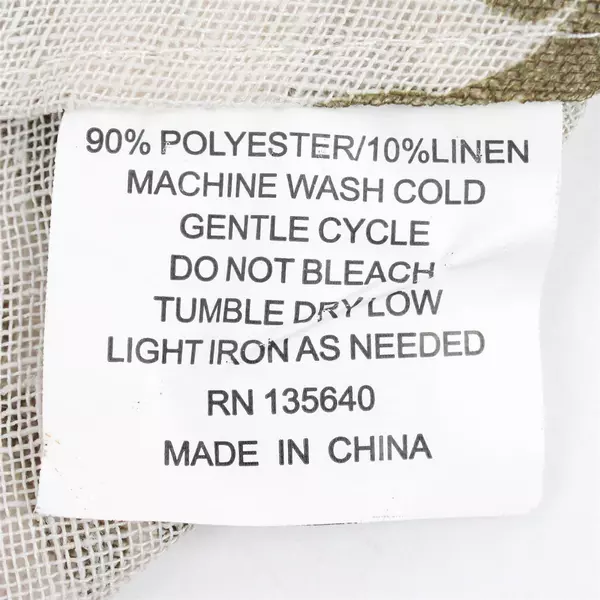 90% POLYESTER/10%LINEN
MACHINE WASH COLD
GENTLE CYCLE
DO NOT BLEACH
TUMBLE DRY LOW
LIGHT IRON AS NEEDED
RN 135640
MADE IN CHINA